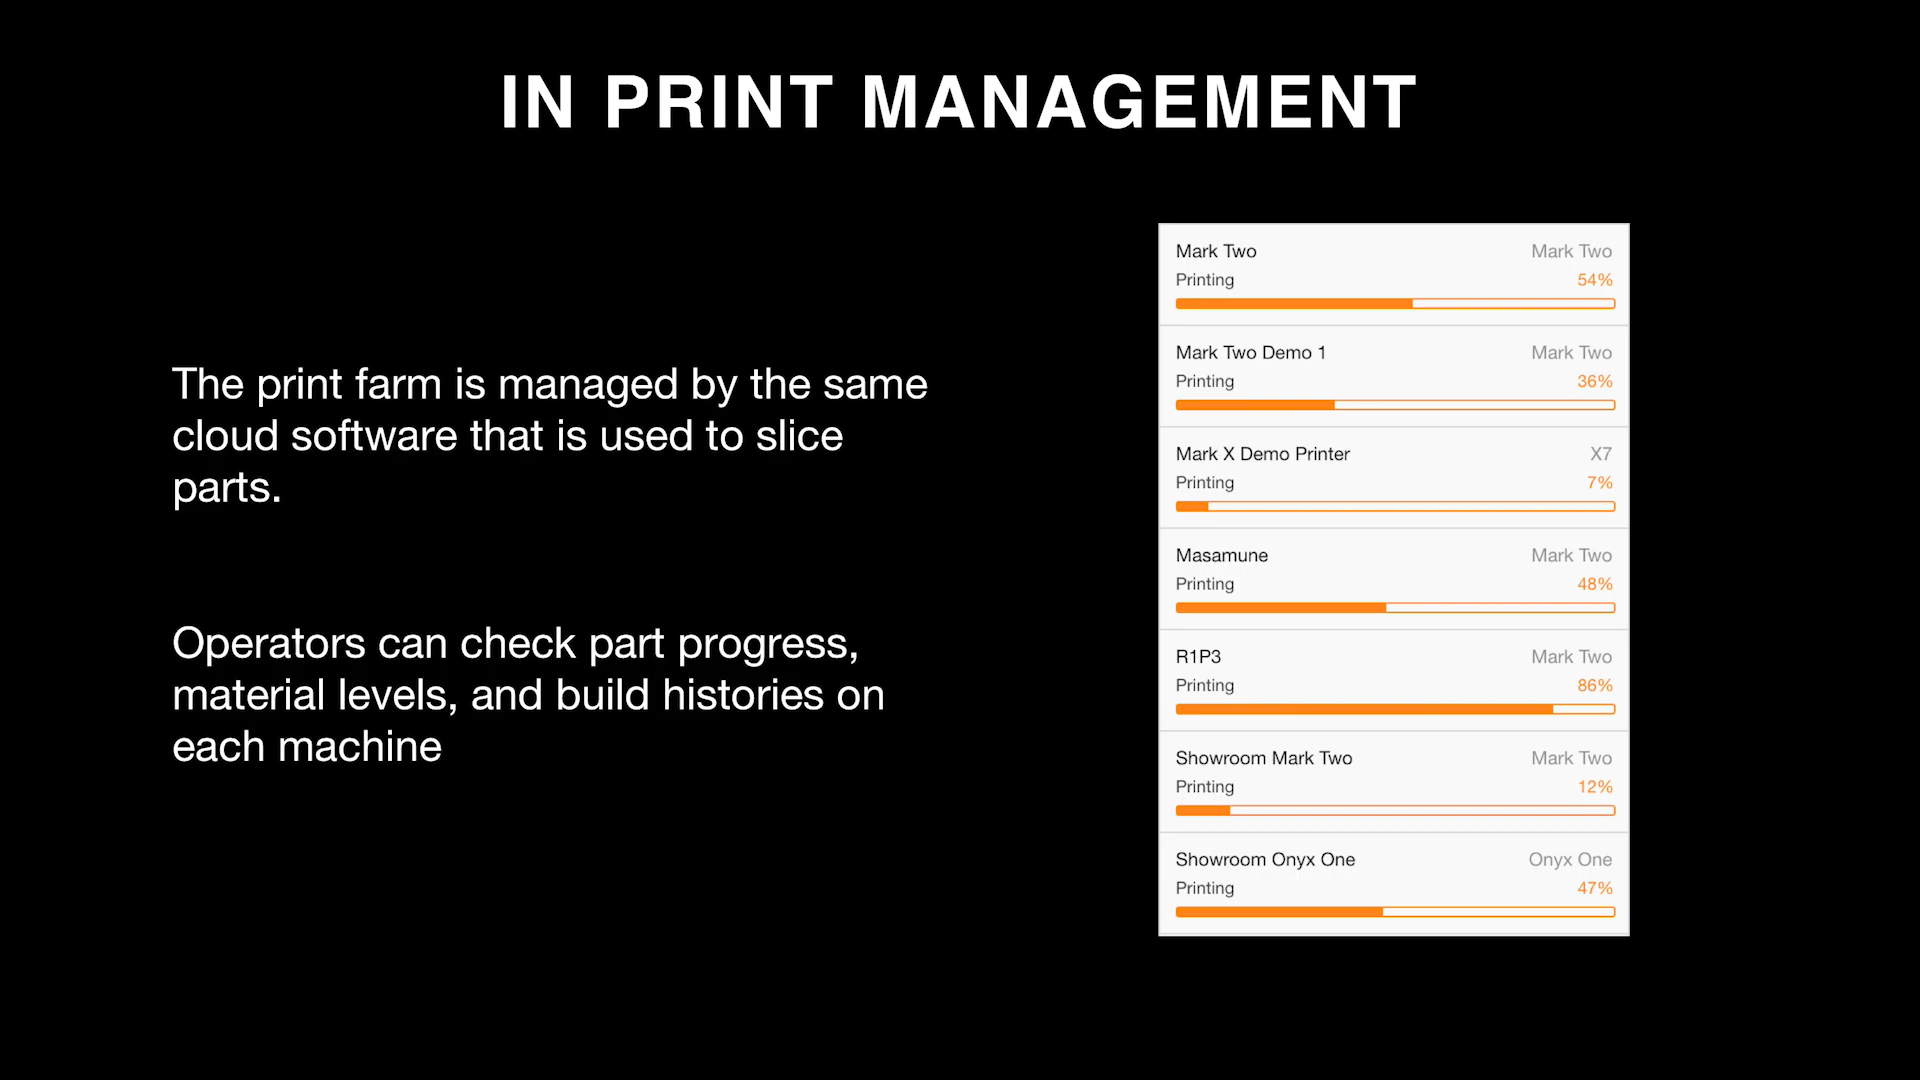 IN PRINT MANAGEMENT
The print farm is managed by the same
cloud software that is used to slice
parts.
Operators can check part progress,
material levels, and build histories on
each machine
Mark Two Mark Two
Printing 54%
Mark Two Demo 1 Mark Two
Printing 36%
Mark X Demo Printer X7
Printing 7%
Masamune Mark Two
Printing 48%
R1P3 Mark Two
Printing 86%
Showroom Mark Two Mark Two
Printing 12%
Showroom Onyx One Onyx One
Printing 47%